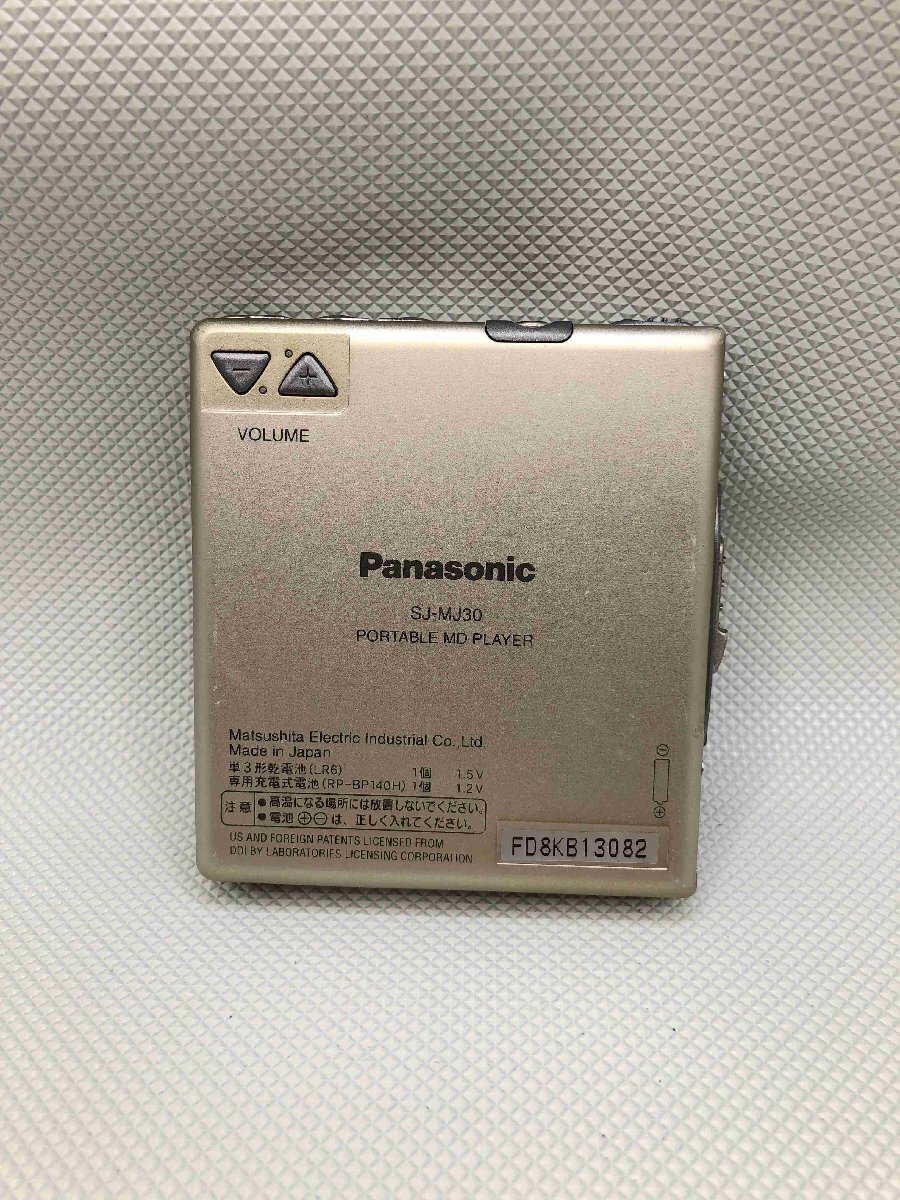 − +
VOLUME
Panasonic
SJ-MJ30
PORTABLE MD PLAYER
Matsushita Electric Industrial Co.,Ltd.
Made in Japan
単3形乾電池(LR6) 1個 1.5V
専用充電式電池(RP-BP140H) 1個 1.2V
注意 ●高温になる場所には放置しないでください。
●電池⊕⊖は、正しく入れてください。
US AND FOREIGN PATENTS LICENSED FROM
DOLBY LABORATORIES LICENSING CORPORATION
⊖
⊕
FD8KB13082